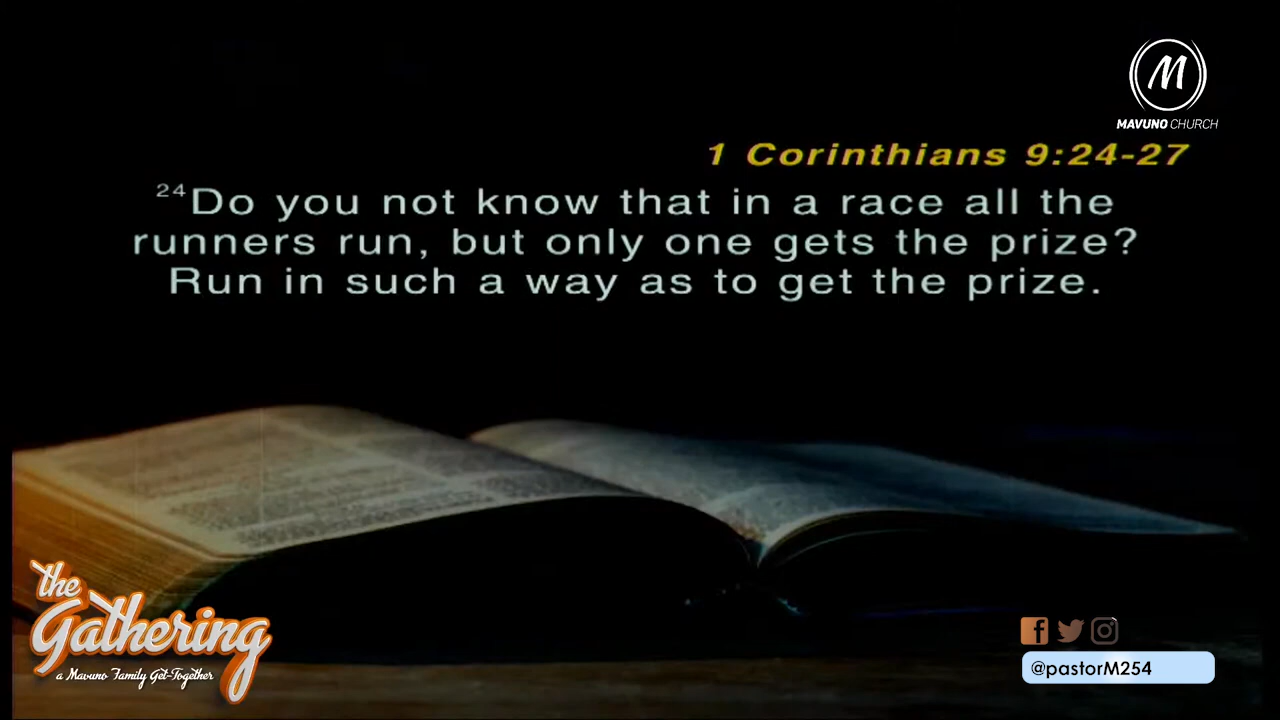 M
MAVUNO CHURCH
1 Corinthians 9:24-27
24Do you not know that in a race all the
runners run, but only one gets the prize?
Run in such a way as to get the prize.
the
Gathering
a Mavuno Family Get-Together
f
@pastorM254